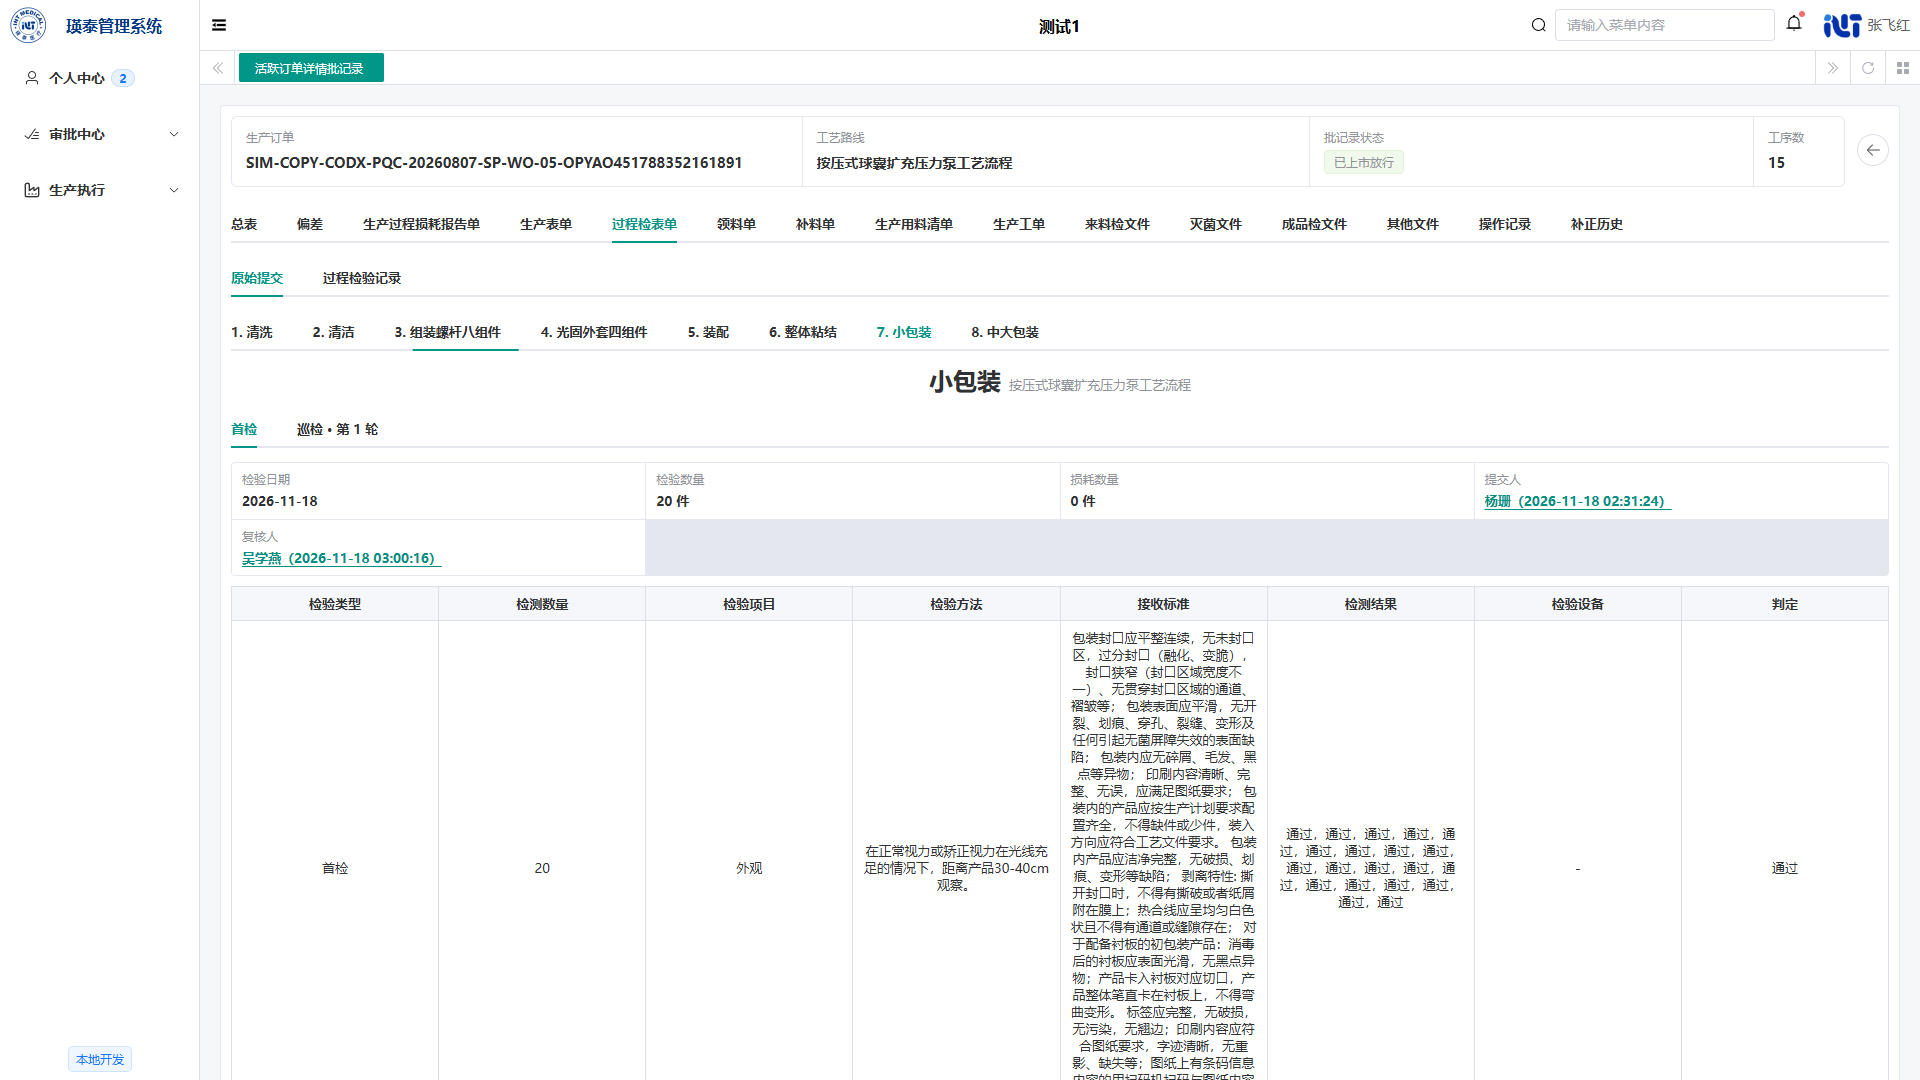 瑛泰管理系统
测试1
请输入菜单内容
张飞红
个人中心 2
审批中心
生产执行
本地开发
活跃订单详情批记录
生产订单
SIM-COPY-CODX-PQC-20260807-SP-WO-05-OPYAO451788352161891
工艺路线
按压式球囊扩充压力泵工艺流程
批记录状态
已上市放行
工序数
15
总表 偏差 生产过程损耗报告单 生产表单 过程检表单 领料单 补料单 生产用料清单 生产工单 来料检文件 灭菌文件 成品检文件 其他文件 操作记录 补正历史
原始提交 过程检验记录
1. 清洗 2. 清洁 3. 组装螺杆八组件 4. 光固外套四组件 5. 装配 6. 整体粘结 7. 小包装 8. 中大包装
小包装 按压式球囊扩充压力泵工艺流程
首检 巡检 • 第 1 轮
检验日期
2026-11-18
检验数量
20 件
损耗数量
0 件
提交人
杨珊（2026-11-18 02:31:24）
复核人
吴学燕（2026-11-18 03:00:16）
检验类型 检测数量 检验项目 检验方法 接收标准 检测结果 检验设备 判定
首检
20
外观
在正常视力或矫正视力在光线充
足的情况下，距离产品30-40cm
观察。
包装封口应平整连续，无未封口
区，过分封口（融化、变脆），
封口狭窄（封口区域宽度不
一）、无贯穿封口区域的通道、
褶皱等； 包装表面应平滑，无开
裂、划痕、穿孔、裂缝、变形及
任何引起无菌屏障失效的表面缺
陷； 包装内应无碎屑、毛发、黑
点等异物； 印刷内容清晰、完
整、无误，应满足图纸要求； 包
装内的产品应按生产计划要求配
置齐全，不得缺件或少件，装入
方向应符合工艺文件要求。 包装
内产品应洁净完整，无破损、划
痕、变形等缺陷； 剥离特性: 撕
开封口时，不得有撕破或者纸屑
附在膜上；热合线应呈均匀白色
状且不得有通道或缝隙存在； 对
于配备衬板的初包装产品：消毒
后的衬板应表面光滑，无黑点异
物；产品卡入衬板对应切口，产
品整体笔直卡在衬板上，不得弯
曲变形。 标签应完整，无破损，
无污染，无翘边；印刷内容应符
合图纸要求，字迹清晰，无重
影、缺失等；图纸上有条码信息
内容的用扫码机扫码与图纸内容
通过，通过，通过，通过，通
过，通过，通过，通过，通过，
通过，通过，通过，通过，通
过，通过，通过，通过，通过，
通过，通过
-
通过